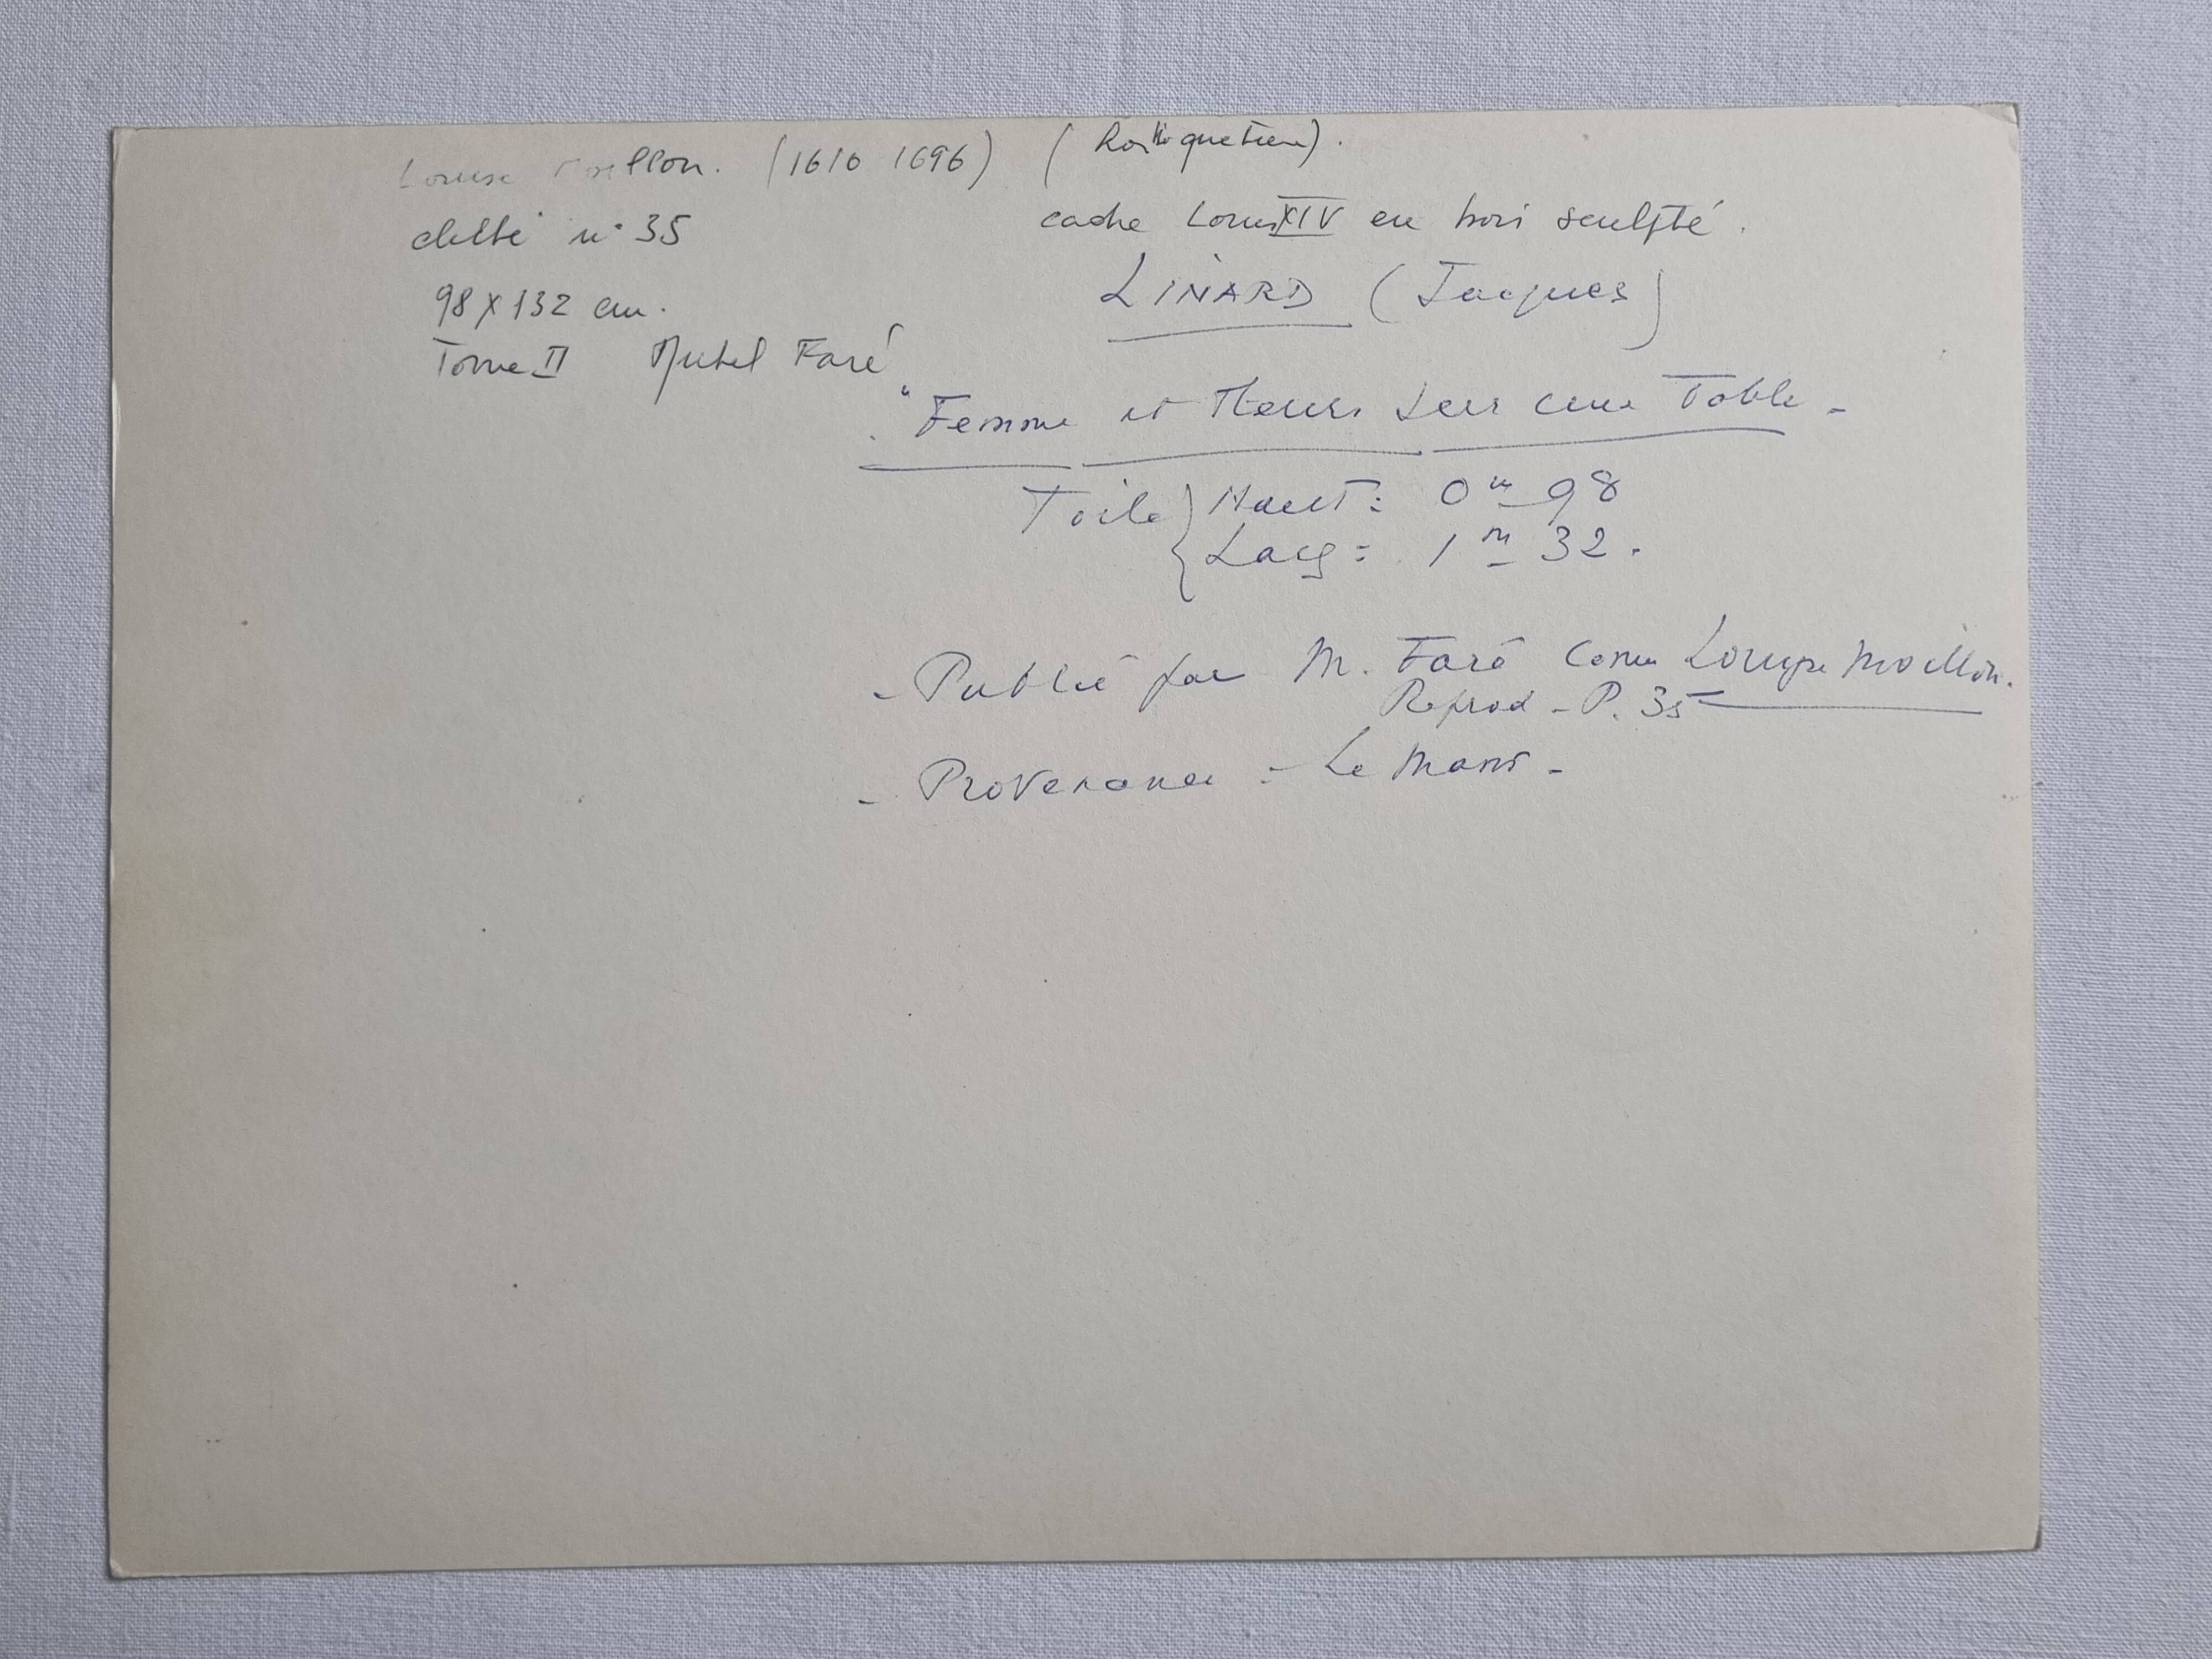 Louise Moillon. (1610 1696)
cliché n° 35
98 x 132 cm.
Tome II Michel Faré
cadre Louis XIV en bois sculpté.
LINARD (Jacques)
"Femme et Fleurs sur une Table -
Toile Haut: 0m 98
Larg: 1m 32.
- Publié par M. Faré comme Louyse Moillon.
Reprod - P. 35
- Provenance :- Le Mans -